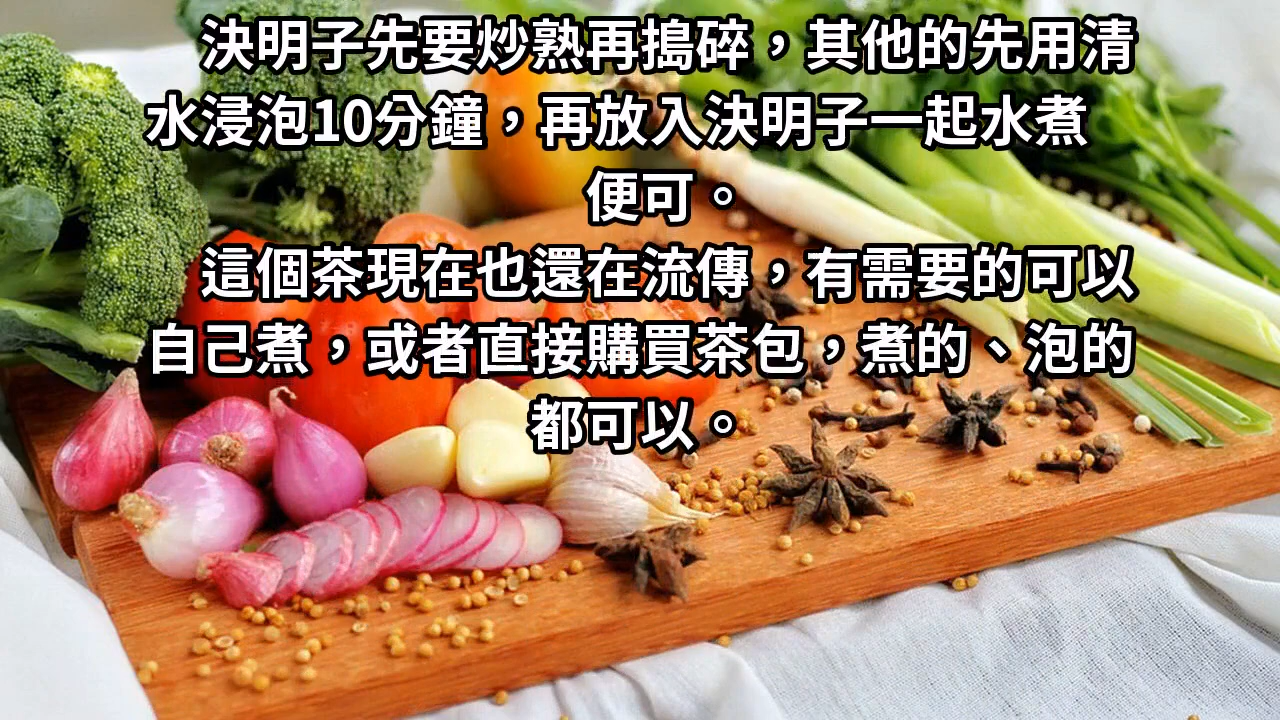 決明子先要炒熟再搗碎，其他的先用清
水浸泡10分鐘，再放入決明子一起水煮
便可。
這個茶現在也還在流傳，有需要的可以
自己煮，或者直接購買茶包，煮的、泡的
都可以。